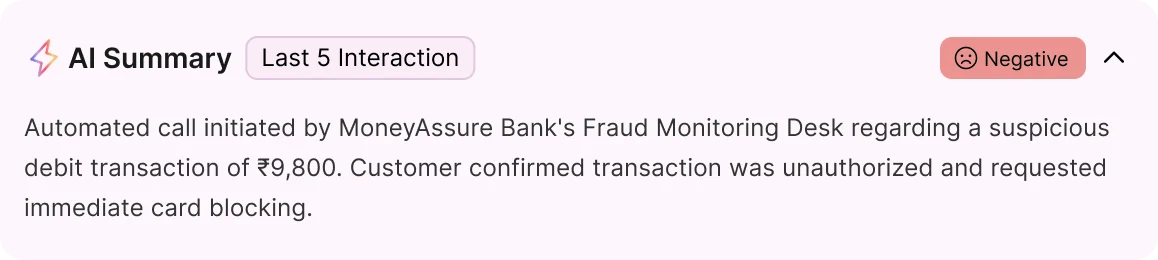 AI Summary Last 5 Interaction Negative
Automated call initiated by MoneyAssure Bank's Fraud Monitoring Desk regarding a suspicious
debit transaction of ₹9,800. Customer confirmed transaction was unauthorized and requested
immediate card blocking.